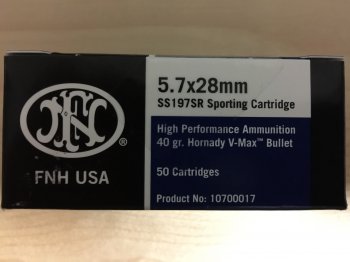 FN
®
FNH USA
5.7x28mm
SS197SR Sporting Cartridge
High Performance Ammunition
40 gr. Hornady V-Max™ Bullet
50 Cartridges
Product No: 10700017